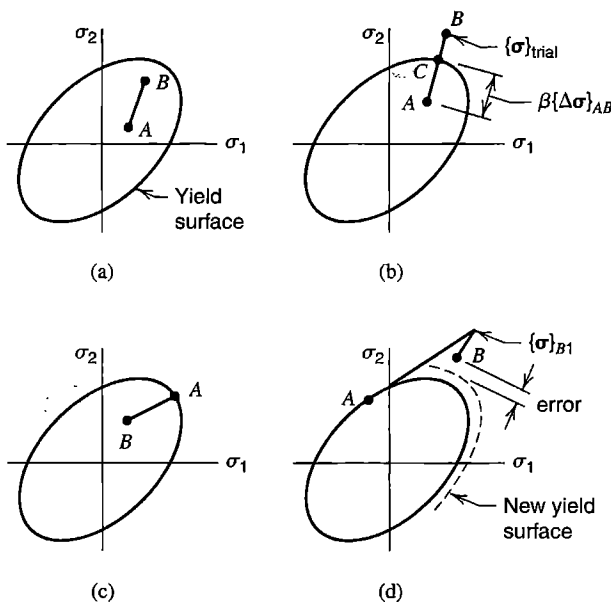 σ₂
B
A
σ₁
Yield
surface
(a)
σ₂
B
{σ}trial
C
A
β{Δσ}AB
σ₁
(b)
σ₂
A
B
σ₁
(c)
σ₂
{σ}B1
B
A
error
σ₁
New yield
surface
(d)